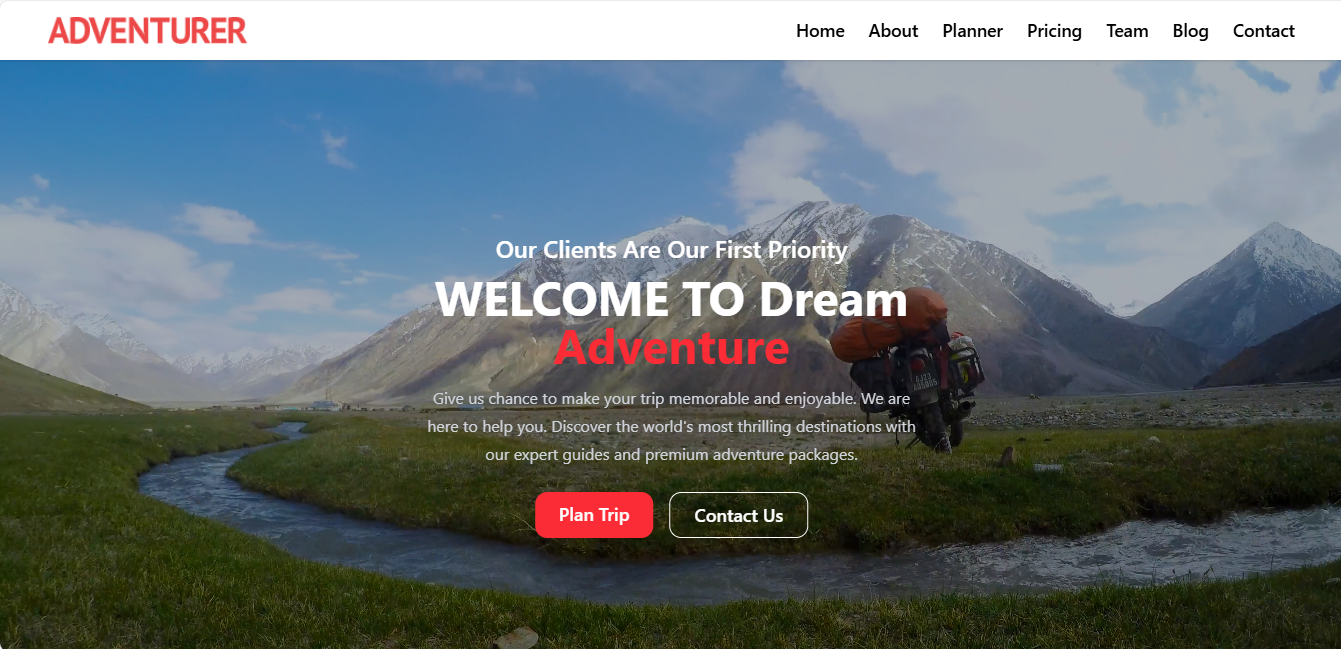 ADVENTURER
Home About Planner Pricing Team Blog Contact
Our Clients Are Our First Priority
WELCOME TO Dream
Adventure
Give us chance to make your trip memorable and enjoyable. We are
here to help you. Discover the world's most thrilling destinations with
our expert guides and premium adventure packages.
Plan Trip Contact Us